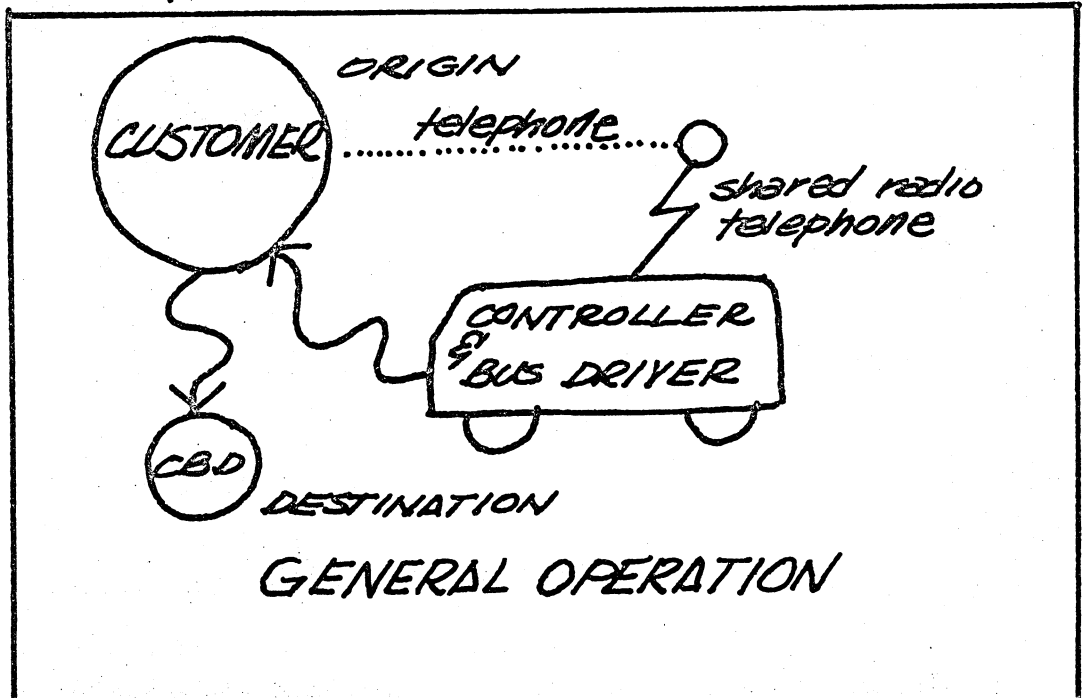 ORIGIN
CUSTOMER
telephone
shared radio
telephone
CONTROLLER
&
BUS DRIVER
CBD
DESTINATION
GENERAL OPERATION